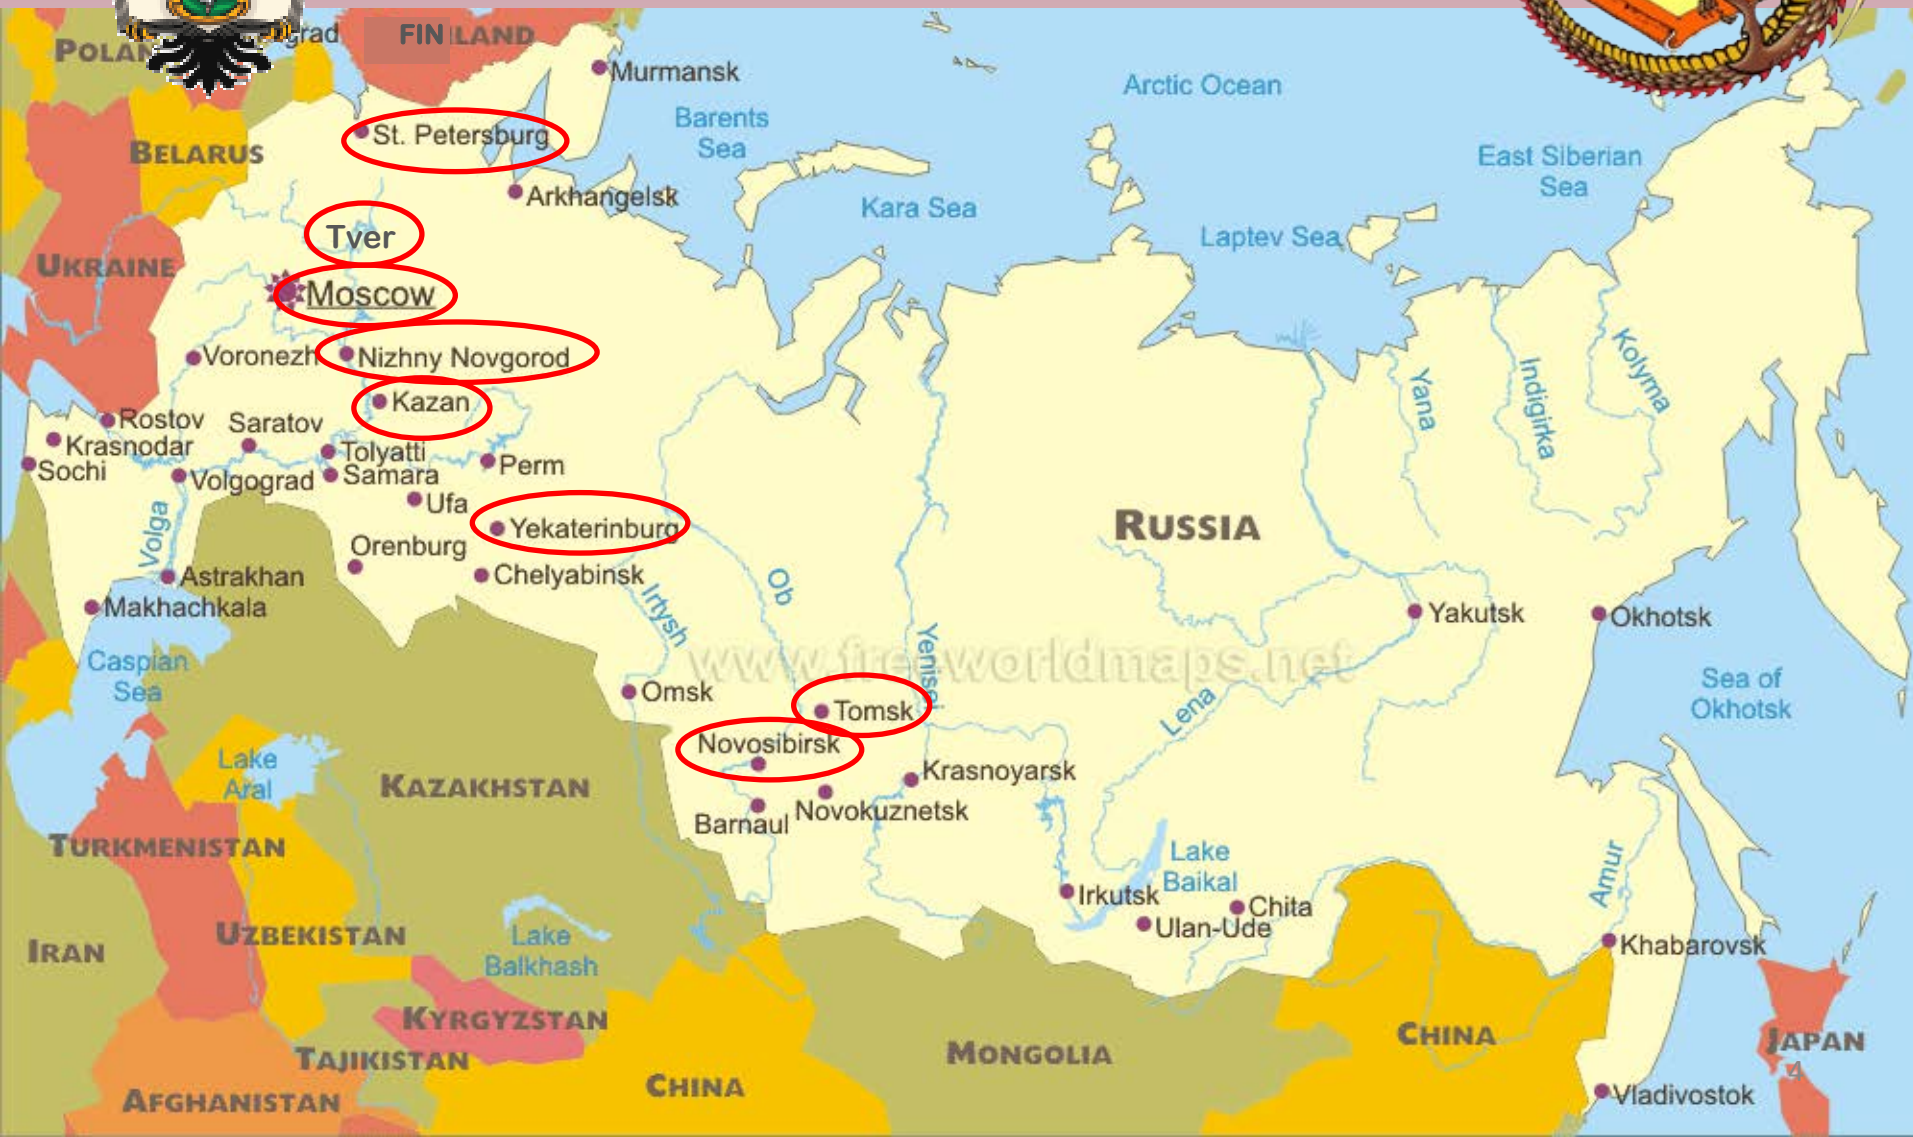 POLAN
grad
FIN
LAND
Murmansk
Barents
Sea
Arctic Ocean
St. Petersburg
BELARUS
East Siberian
Sea
Arkhangelsk
Kara Sea
Tver
Laptev Sea
UKRAINE
Moscow
Voronezh
Nizhny Novgorod
Kolyma
Indigirka
Yana
Kazan
Rostov
Saratov
Krasnodar
Tolyatti
Sochi
Samara
Perm
Volgograd
Ufa
Yekaterinburg
RUSSIA
Volga
Orenburg
Ob
Astrakhan
Chelyabinsk
Irtysh
Makhachkala
Yakutsk
Okhotsk
Yenisei
www.freeworldmaps.net
Caspian
Sea
Omsk
Sea of
Okhotsk
Tomsk
Lena
Novosibirsk
Lake
Aral
KAZAKHSTAN
Krasnoyarsk
Novokuznetsk
Barnaul
TURKMENISTAN
Lake
Baikal
Amur
Irkutsk
Chita
Ulan-Ude
UZBEKISTAN
Lake
Balkhash
IRAN
Khabarovsk
KYRGYZSTAN
CHINA
JAPAN
MONGOLIA
TAJIKISTAN
4
CHINA
AFGHANISTAN
Vladivostok